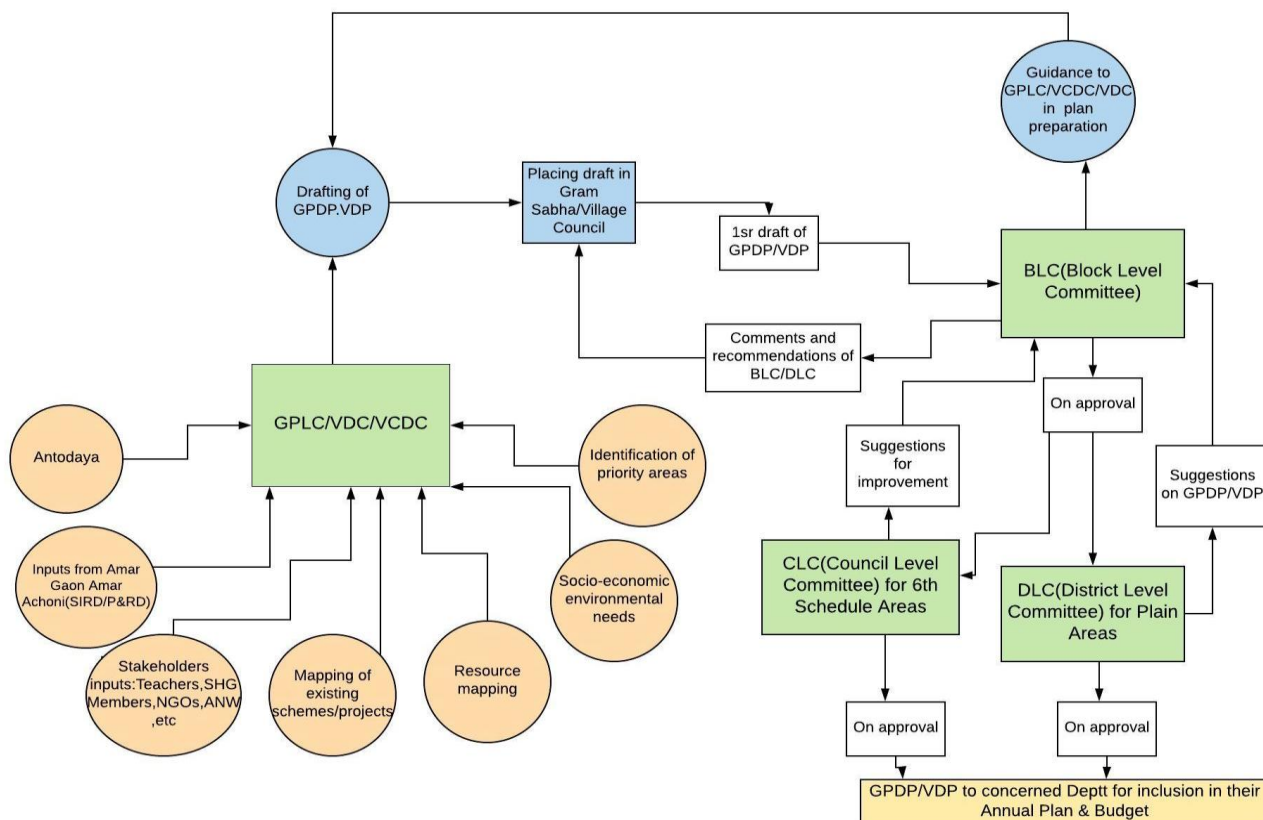 Guidance to
GPLC/VCDC/VDC
in plan
preparation
Drafting of
GPDP.VDP
Placing draft in
Gram
Sabha/Village
Council
1sr draft of
GPDP/VDP
BLC(Block Level
Committee)
Comments and
recommendations of
BLC/DLC
GPLC/VDC/VCDC
On approval
Antodaya
Identification of
priority areas
Suggestions
for
improvement
Suggestions
on GPDP/VDP
Inputs from Amar
Gaon Amar
Achoni(SIRD/P&RD)
Socio-economic
environmental
needs
CLC(Council Level
Committee) for 6th
Schedule Areas
DLC(District Level
Committee) for Plain
Areas
Stakeholders
inputs:Teachers,SHG
Members,NGOs,ANW
,etc
Mapping of
existing
schemes/projects
Resource
mapping
On approval
On approval
GPDP/VDP to concerned Deptt for inclusion in their
Annual Plan & Budget